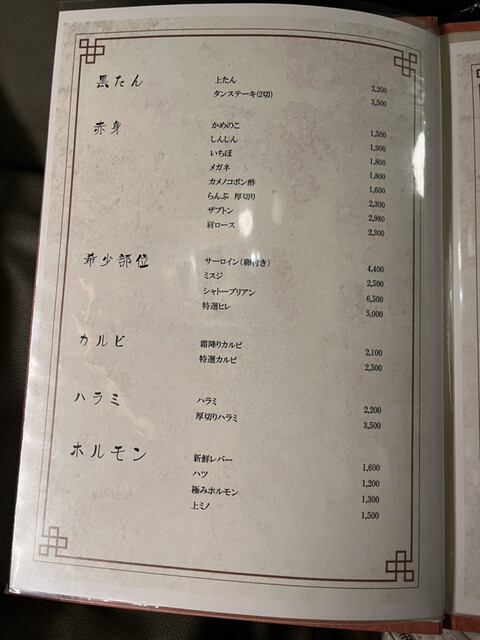 黒たん
上たん 2,200
タンステーキ(2切) 3,500
赤身
かめのこ 1,500
しんしん 1,900
いちぼ 1,800
メガネ 1,800
カメノコポン酢 1,600
らんぷ 厚切り 2,300
ザブトン 2,980
肩ロース 2,300
希少部位
サーロイン(卵付き) 4,400
ミスジ 2,500
シャトーブリアン 6,500
特選ヒレ 5,000
カルビ
霜降りカルビ 2,100
特選カルビ 2,500
ハラミ
ハラミ 2,200
厚切りハラミ 3,500
ホルモン
新鮮レバー 1,600
ハツ 1,200
極みホルモン 1,300
上ミノ 1,500